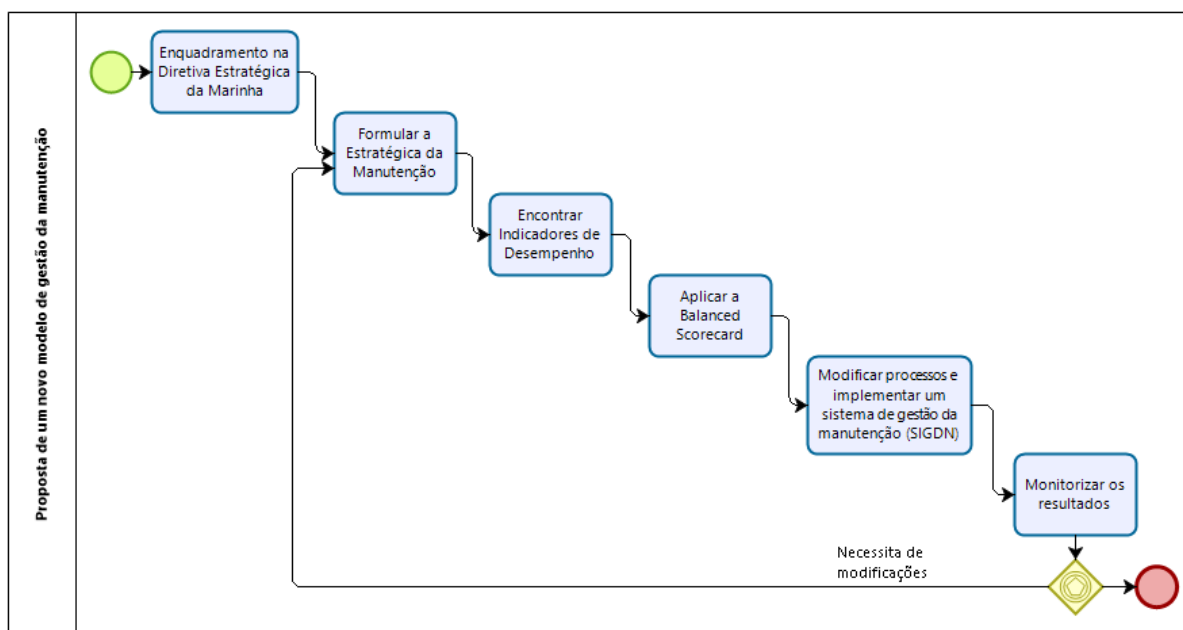 Proposta de um novo modelo de gestão da manutenção
Enquadramento na
Diretiva Estratégica
da Marinha
Formular a
Estratégica da
Manutenção
Encontrar
Indicadores de
Desempenho
Aplicar a
Balanced
Scorecard
Modificar processos e
implementar um
sistema de gestão da
manutenção (SIGDN)
Monitorizar os
resultados
Necessita de
modificações